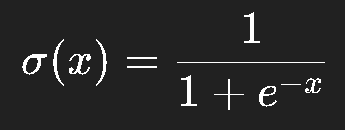 σ(x) = 1 / (1 + e^{-x})